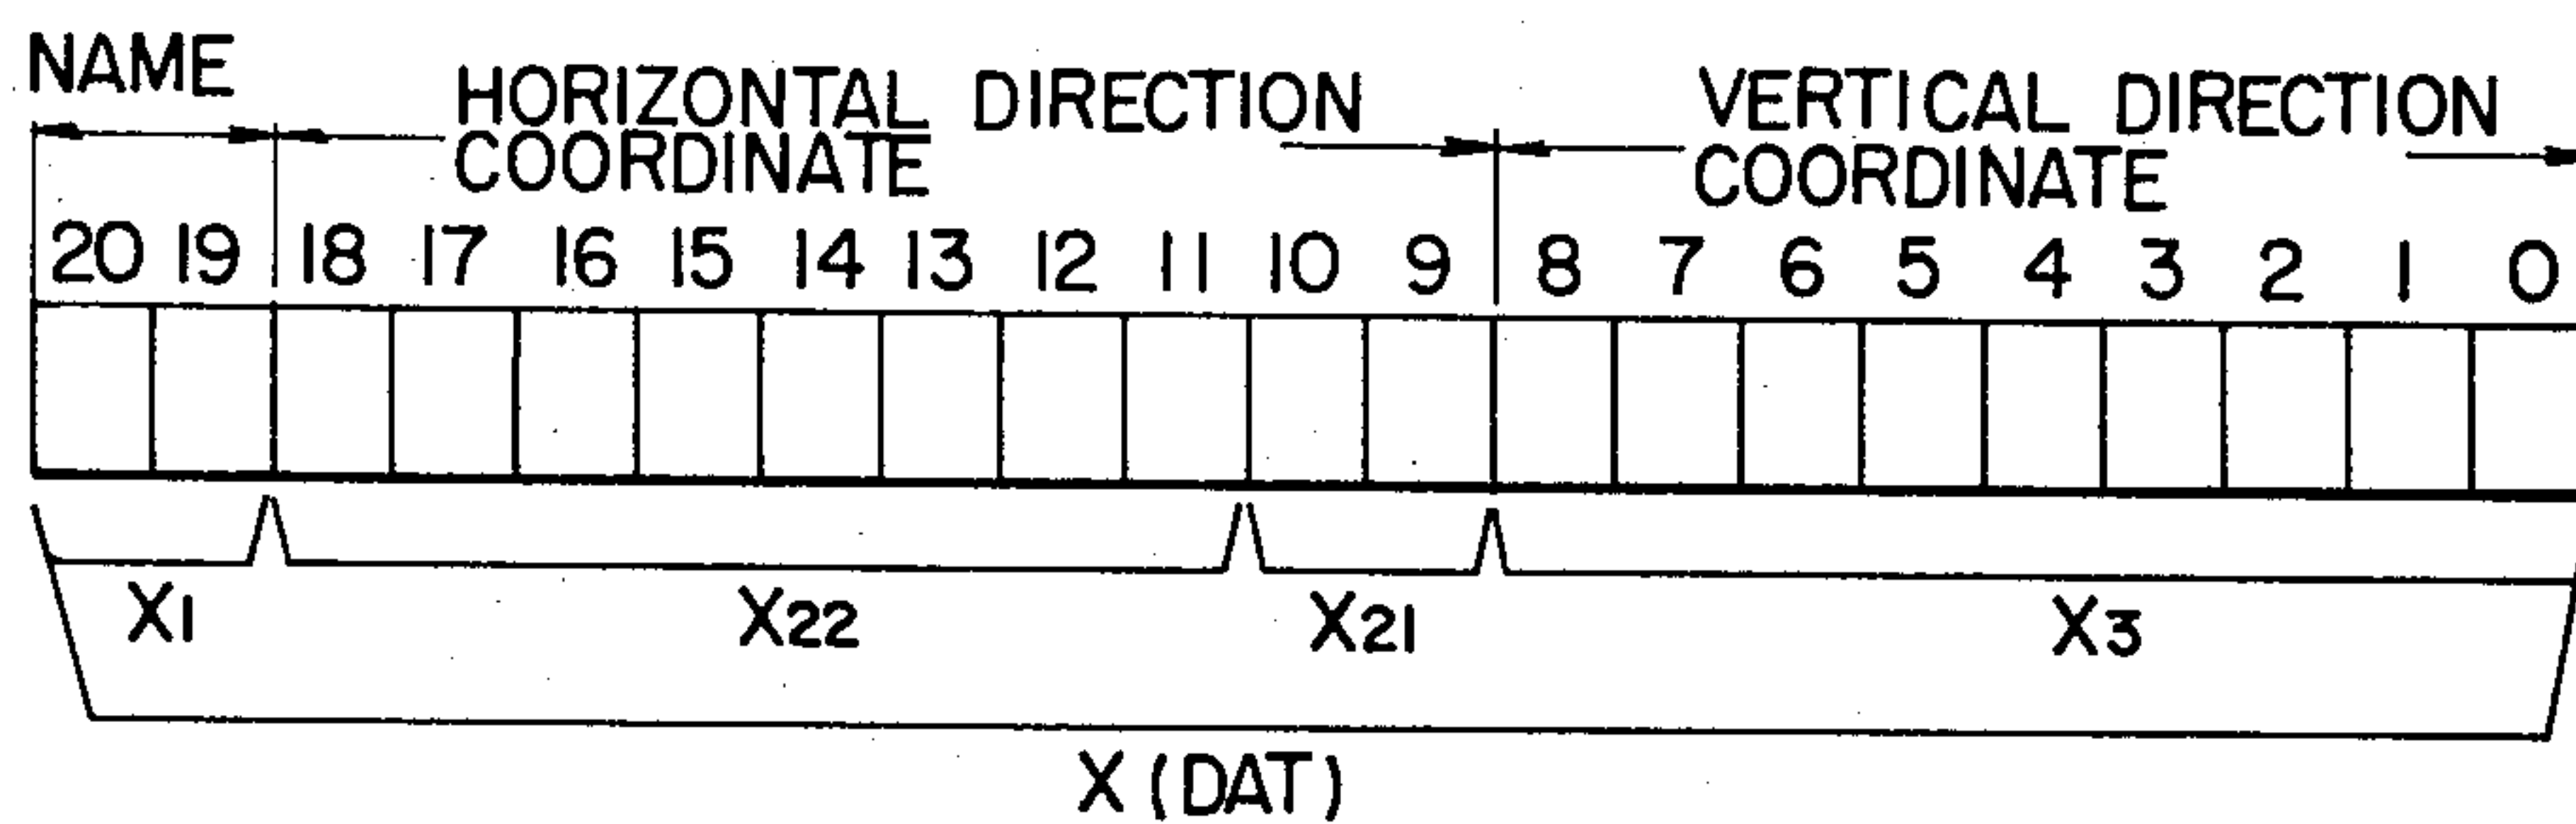 NAME
HORIZONTAL DIRECTION
COORDINATE
VERTICAL DIRECTION
COORDINATE
20 19 18 17 16 15 14 13 12 11 10 9 8 7 6 5 4 3 2 1 0
X1 X22 X21 X3
X (DAT)